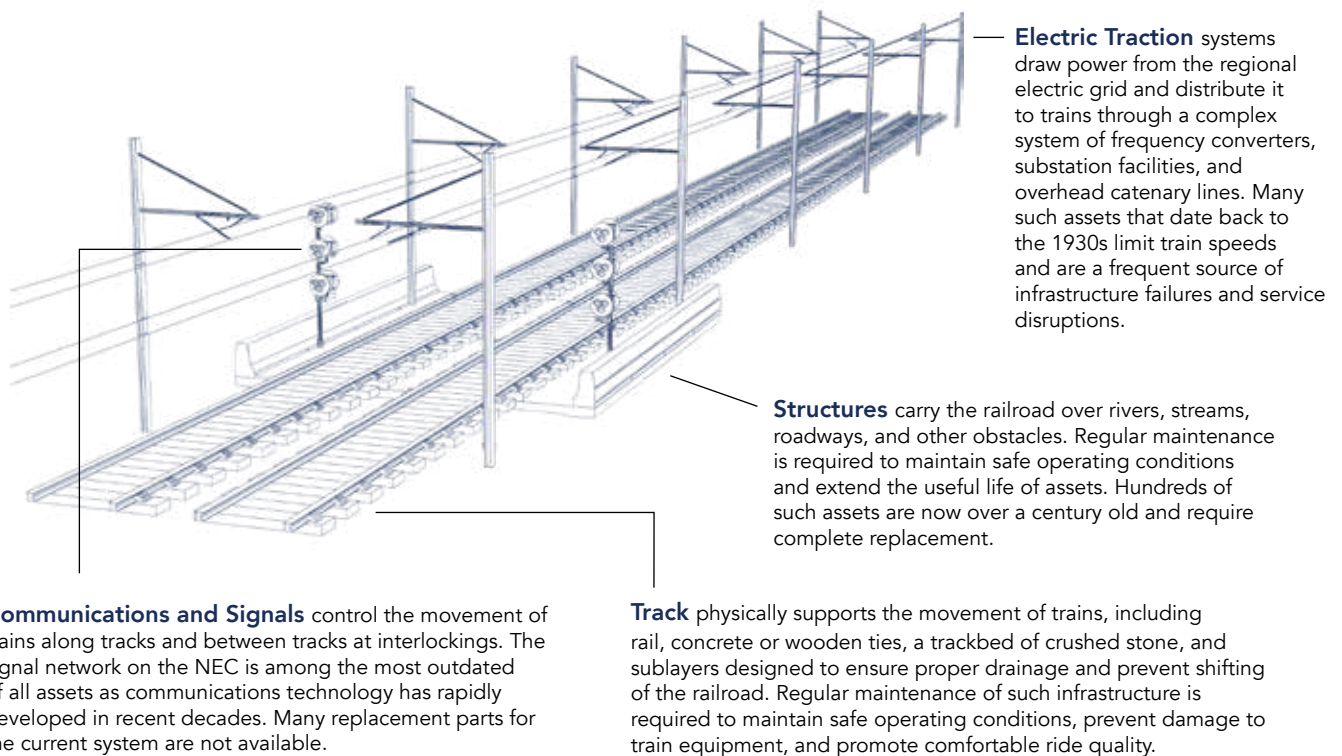 Electric Traction systems
draw power from the regional
electric grid and distribute it
to trains through a complex
system of frequency converters,
substation facilities, and
overhead catenary lines. Many
such assets that date back to
the 1930s limit train speeds
and are a frequent source of
infrastructure failures and service
disruptions.
Structures carry the railroad over rivers, streams,
roadways, and other obstacles. Regular maintenance
is required to maintain safe operating conditions
and extend the useful life of assets. Hundreds of
such assets are now over a century old and require
complete replacement.
ommunications and Signals control the movement of
ains along tracks and between tracks at interlockings. The
gnal network on the NEC is among the most outdated
f all assets as communications technology has rapidly
eveloped in recent decades. Many replacement parts for
he current system are not available.
Track physically supports the movement of trains, including
rail, concrete or wooden ties, a trackbed of crushed stone, and
sublayers designed to ensure proper drainage and prevent shifting
of the railroad. Regular maintenance of such infrastructure is
required to maintain safe operating conditions, prevent damage to
train equipment, and promote comfortable ride quality.